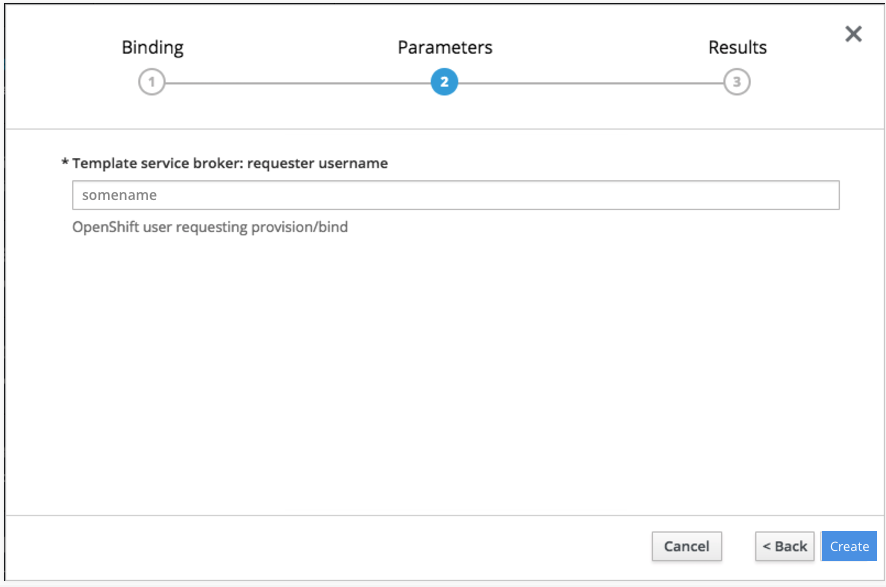 Binding Parameters Results
1 2 3
* Template service broker: requester username
somename
OpenShift user requesting provision/bind
Cancel < Back Create